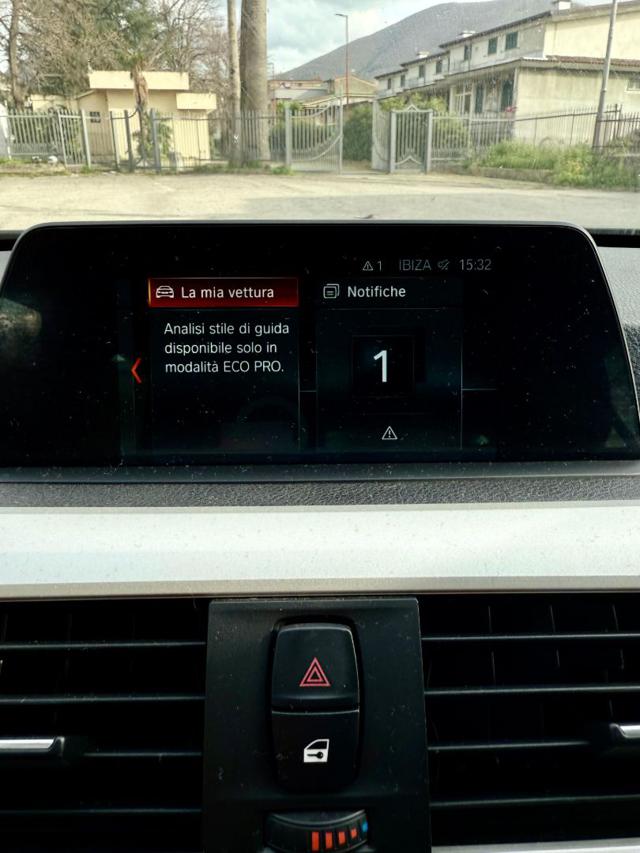 1 IBIZA 15:32
La mia vettura
Analisi stile di guida
disponibile solo in
modalità ECO PRO.
Notifiche
1